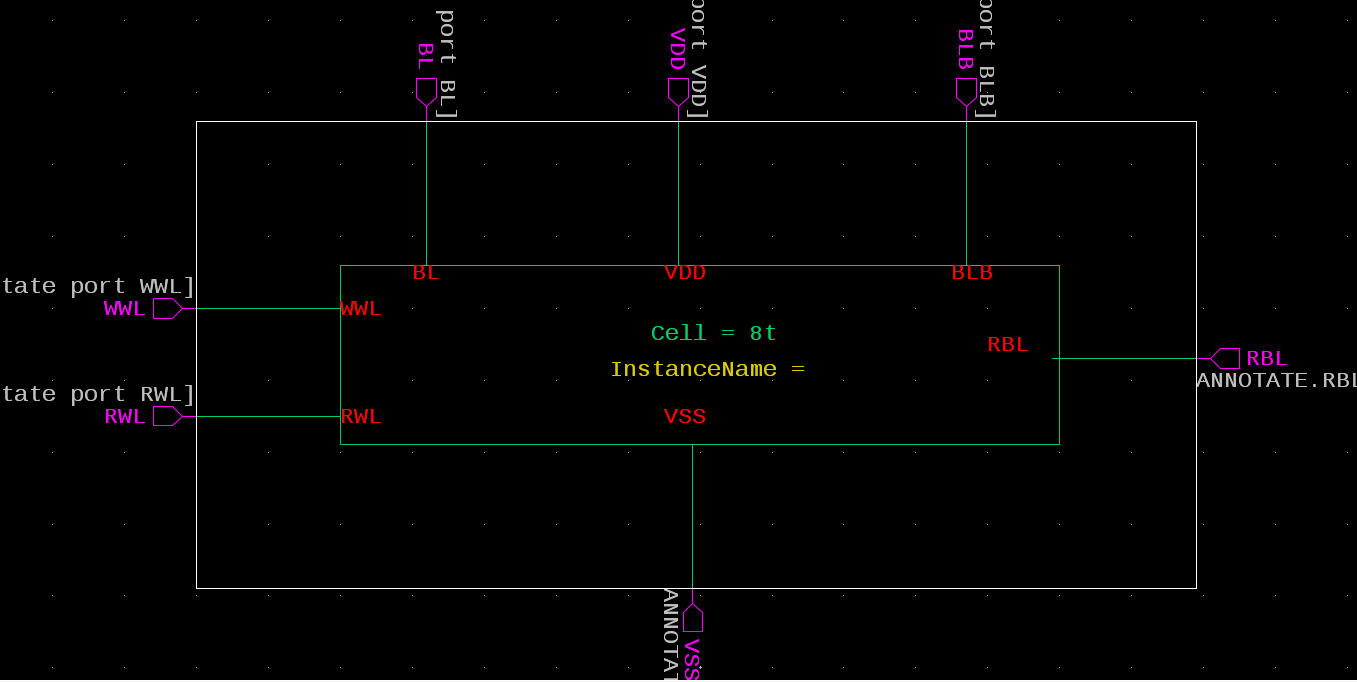 port BL]
BL
port VDD]
VDD
port BLB]
BLB
BL
VDD
BLB
tate port WWL]
WWL
WWL
Cell = 8t
RBL
RBL
InstanceName =
ANNOTATE.RBL
tate port RWL]
RWL
RWL
VSS
ANNOTAT
VSS